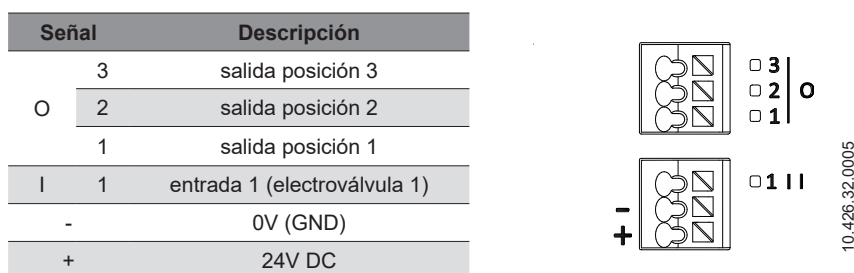 Señal Descripción
3 salida posición 3
O 2 salida posición 2
1 salida posición 1
I 1 entrada 1 (electroválvula 1)
- 0V (GND)
+ 24V DC
3
2 O
1
1 I
-
+
10.426.32.0005